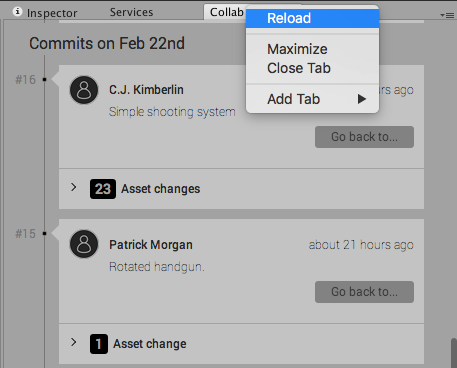 Inspector
Services
Collab
Reload
Maximize
Close Tab
Add Tab
Commits on Feb 22nd
#16
C.J. Kimberlin
rs ago
Simple shooting system
Go back to...
23 Asset changes
#15
Patrick Morgan
about 21 hours ago
Rotated handgun.
Go back to...
1 Asset change